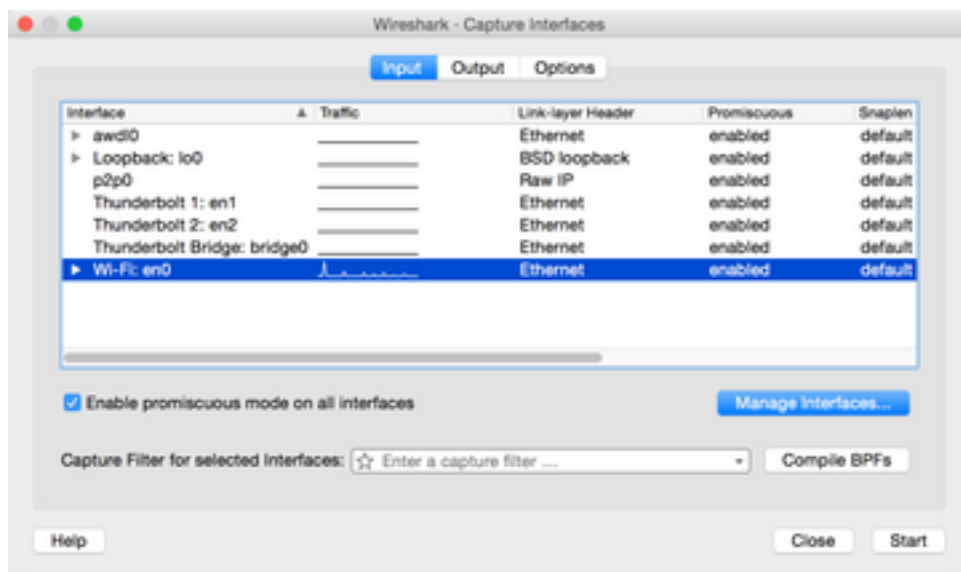 Wireshark - Capture Interfaces
Input Output Options
Interface Traffic Link-layer Header Promiscuous Snaplen
awdl0 Ethernet enabled default
Loopback: lo0 BSD loopback enabled default
p2p0 Raw IP enabled default
Thunderbolt 1: en1 Ethernet enabled default
Thunderbolt 2: en2 Ethernet enabled default
Thunderbolt Bridge: bridge0 Ethernet enabled default
Wi-Fi: en0 Ethernet enabled default
Enable promiscuous mode on all interfaces Manage Interfaces...
Capture Filter for selected Interfaces: Enter a capture filter ... Compile BPFs
Help Close Start